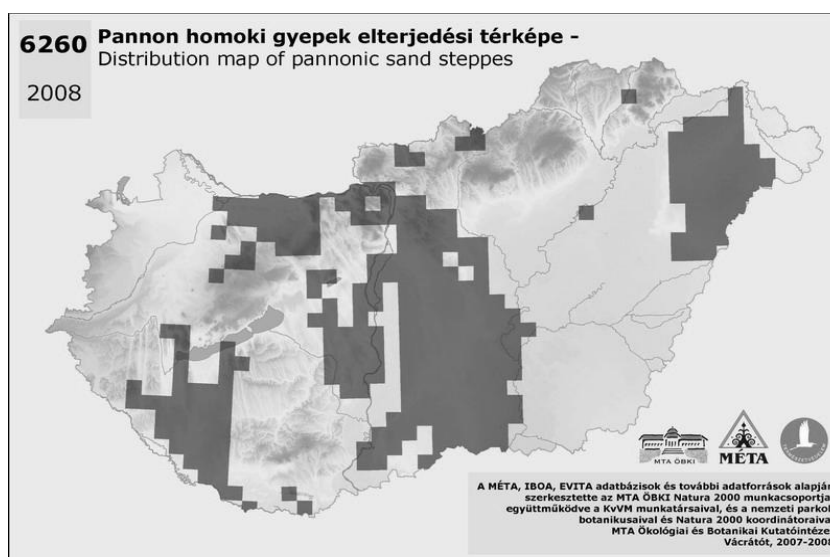 6260
Pannon homoki gyepek elterjedési térképe -
Distribution map of pannonic sand steppes
2008
MTA ÖBKI
MÉTA
A MÉTA, IBOA, EVITA adatbázisok és további adatforrások alapján
szerkesztette az MTA ÖBKI Natura 2000 munkacsoportja
együttműködve a KvVM munkatársaival, és a nemzeti parkok
botanikusaival és Natura 2000 koordinátoraival
MTA Ökológiai és Botanikai Kutatóintézet
Vácrátót, 2007-2008